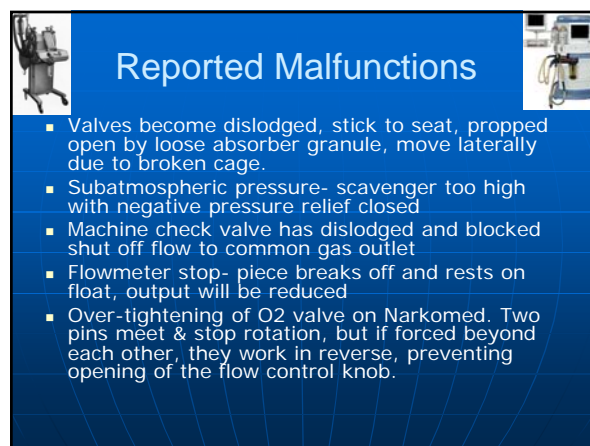 Reported Malfunctions
▪ Valves become dislodged, stick to seat, propped
open by loose absorber granule, move laterally
due to broken cage.
▪ Subatmospheric pressure- scavenger too high
with negative pressure relief closed
▪ Machine check valve has dislodged and blocked
shut off flow to common gas outlet
▪ Flowmeter stop- piece breaks off and rests on
float, output will be reduced
▪ Over-tightening of O2 valve on Narkomed. Two
pins meet & stop rotation, but if forced beyond
each other, they work in reverse, preventing
opening of the flow control knob.